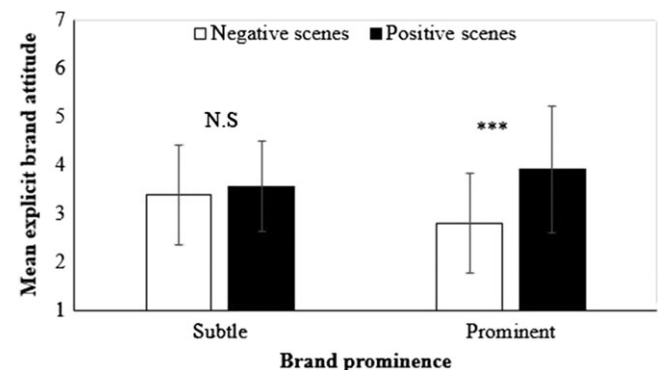 7
Negative scenes Positive scenes
6
5
N.S
***
4
3
2
1
Subtle Prominent
Mean explicit brand attitude
Brand prominence